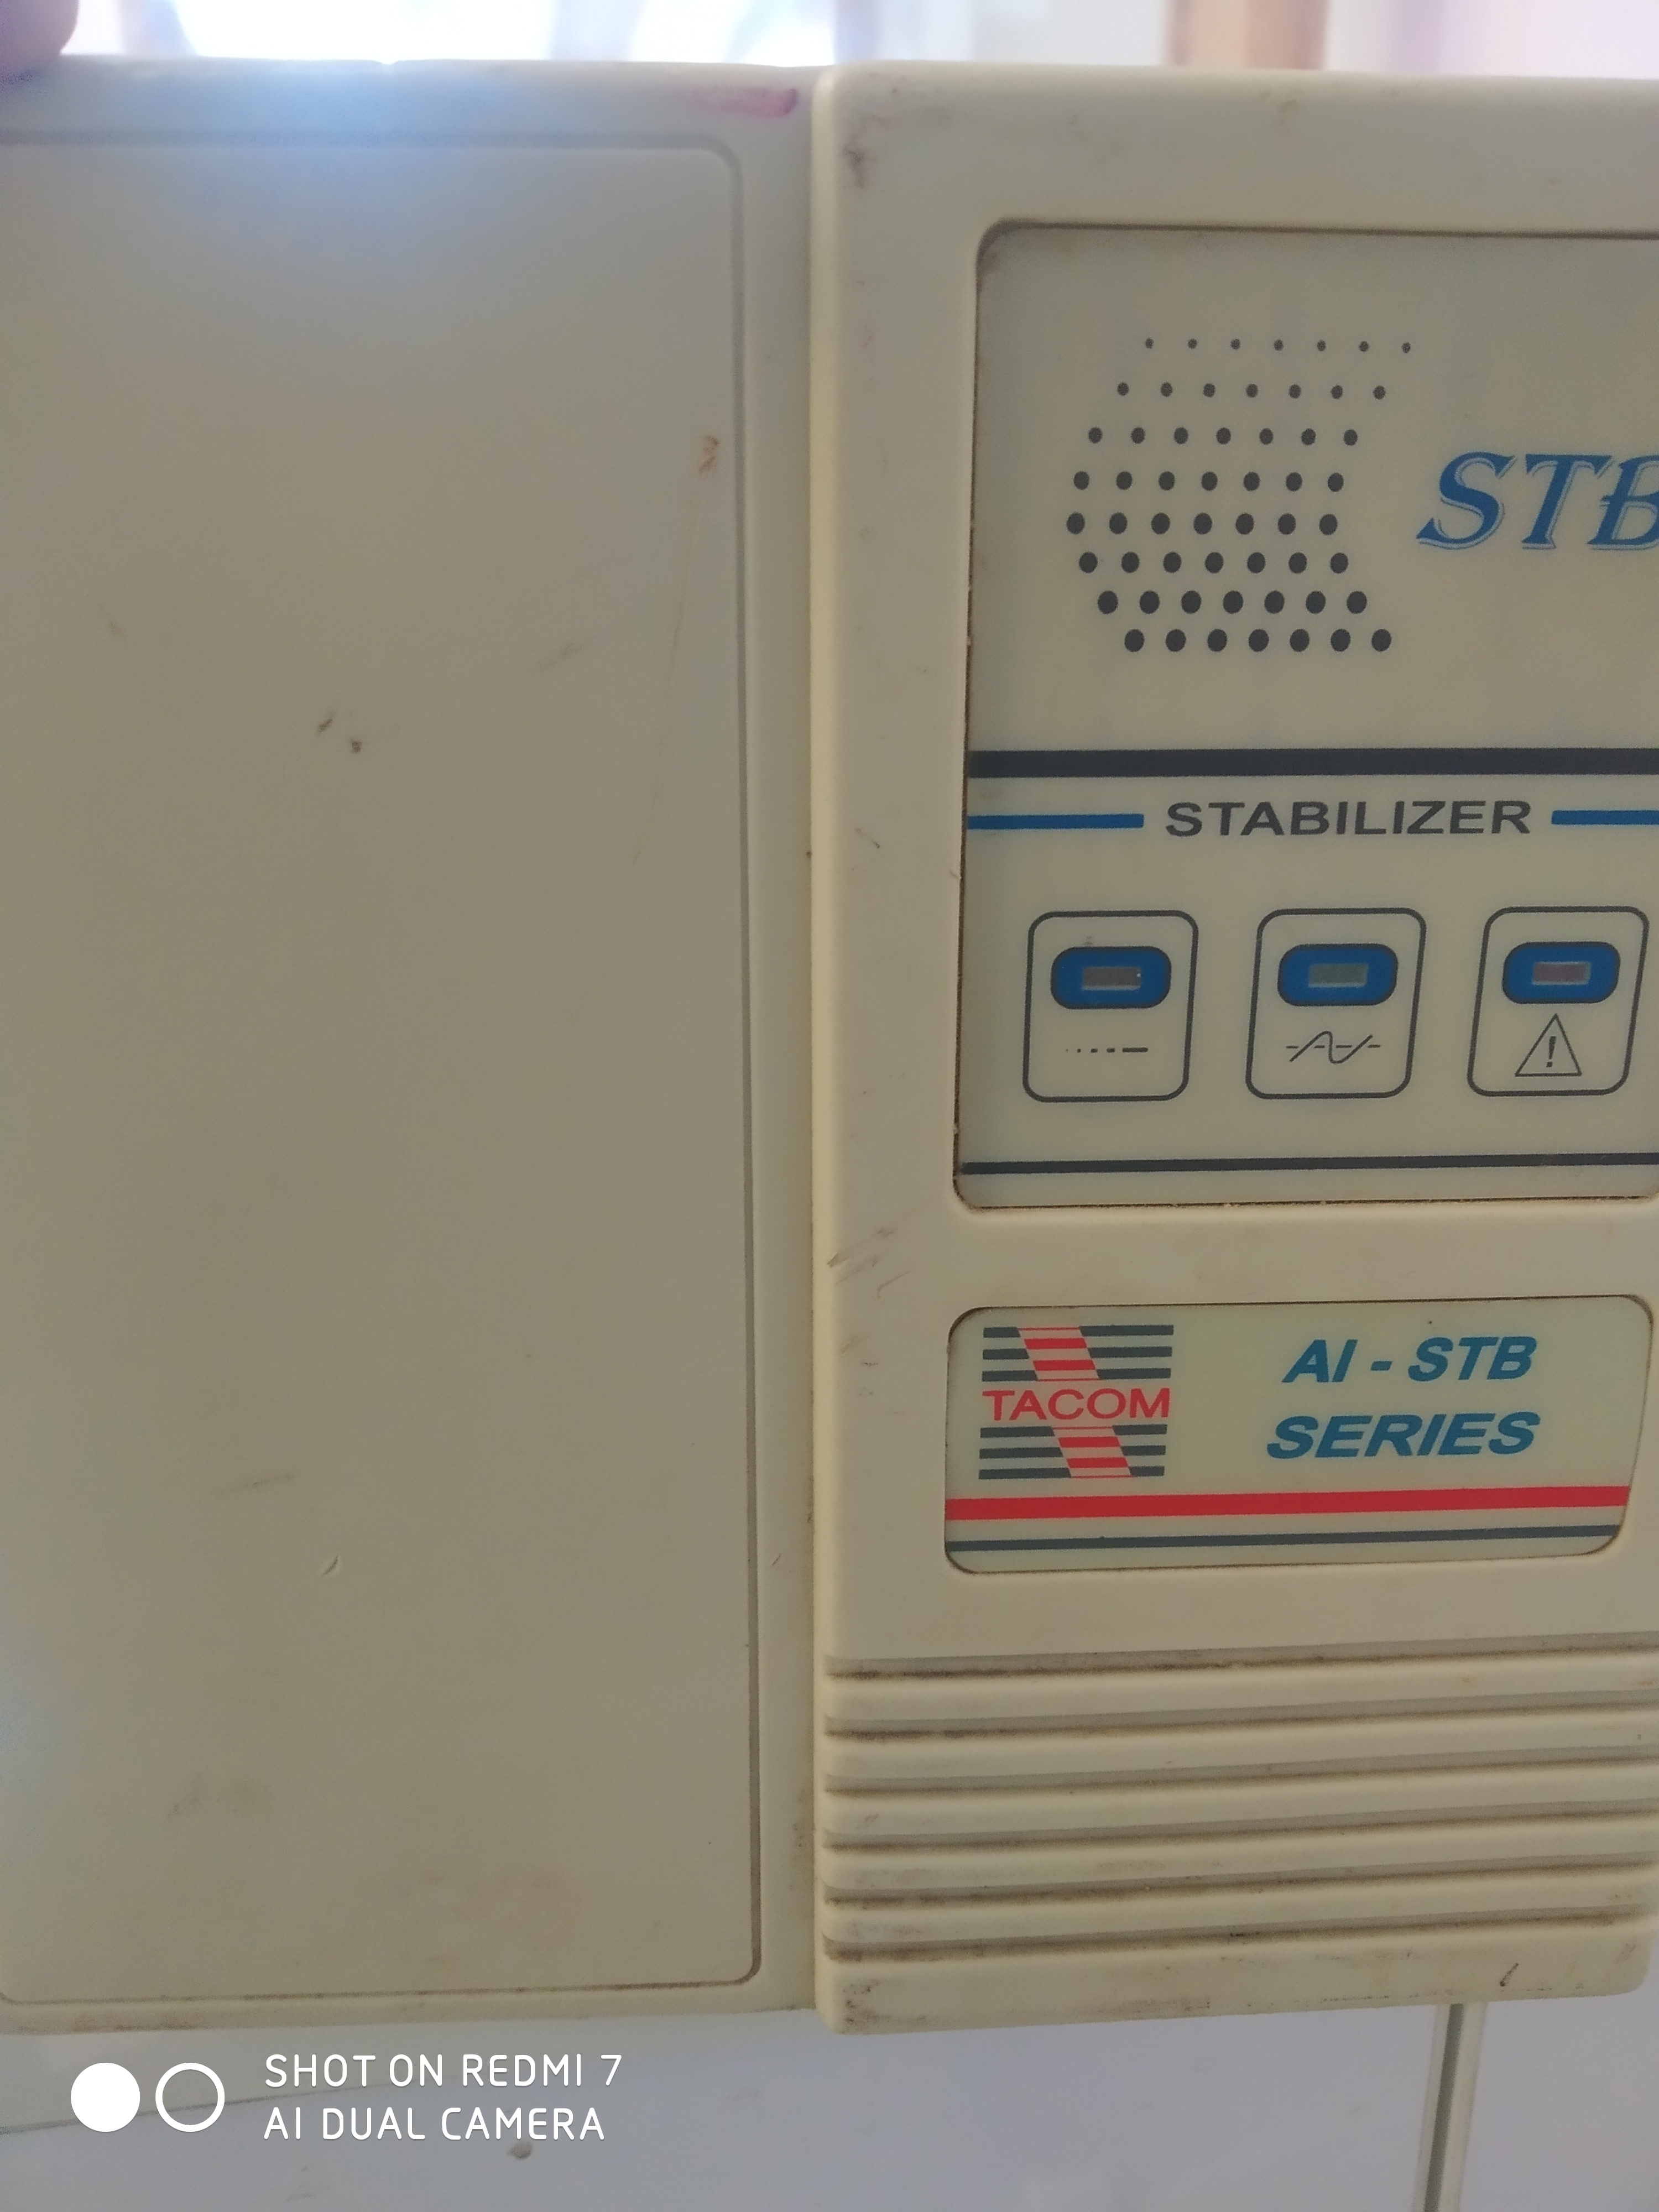 STB
STABILIZER
TACOM
AI - STB
SERIES
SHOT ON REDMI 7
AI DUAL CAMERA